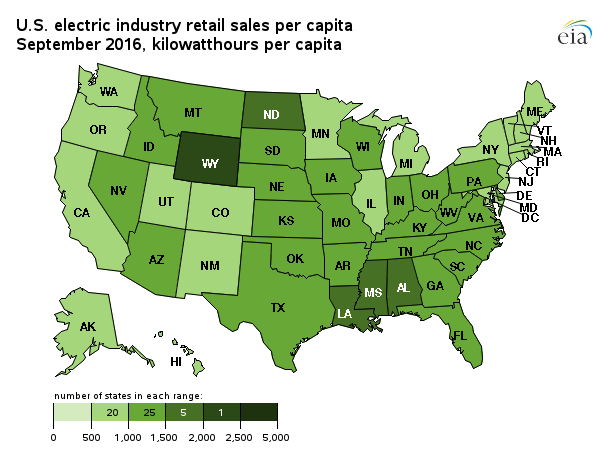 U.S. electric industry retail sales per capita
September 2016, kilowatthours per capita
eia
WA
MT
ND
MN
ME
OR
ID
WY
SD
WI
MI
NY
VT
NH
MA
RI
CT
NJ
DE
MD
DC
NV
UT
CO
NE
IA
IL
IN
OH
PA
CA
KS
MO
KY
WV
VA
AZ
NM
OK
AR
TN
NC
SC
TX
LA
MS
AL
GA
FL
AK
HI
number of states in each range:
20 25 5 1
0 500 1,000 1,500 2,000 2,500 5,000